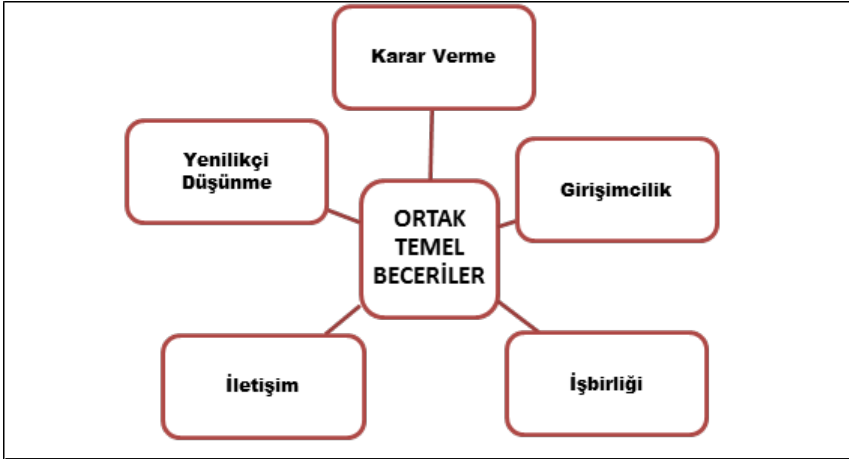 Karar Verme
Yenilikçi
Düşünme
Girişimcilik
ORTAK
TEMEL
BECERİLER
İletişim
İşbirliği